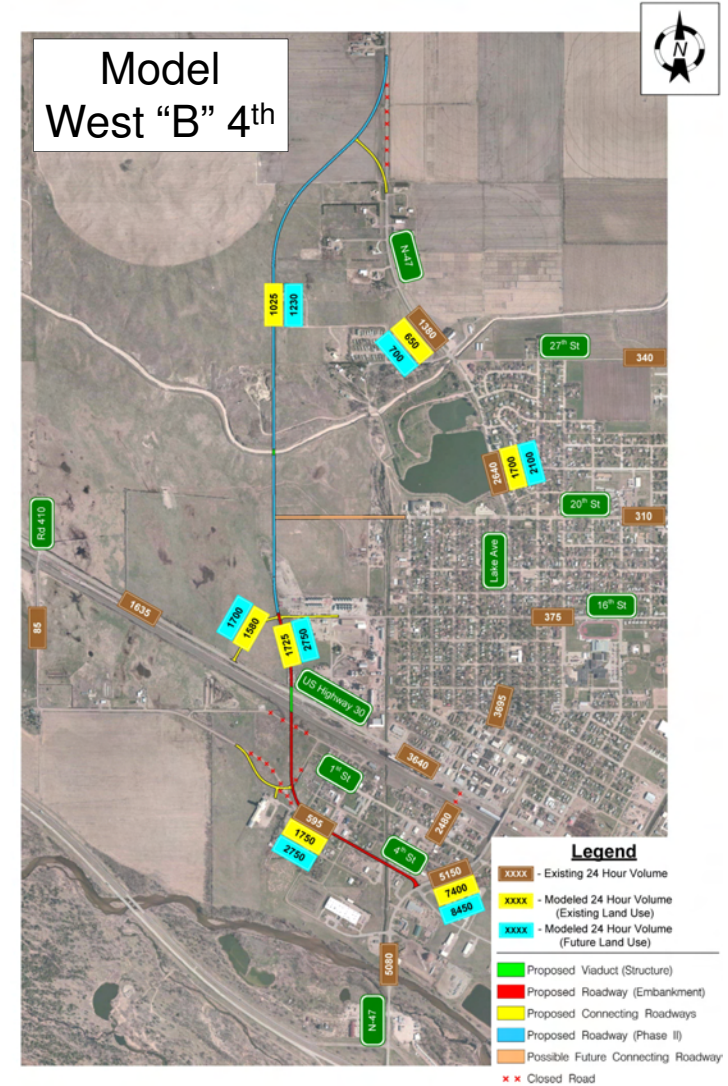 N
Model
West “B” 4th
N-47
1025
1230
1380
650
700
27th St
340
2640
1700
2100
20th St
310
Rd 410
Lake Ave
1635
85
1700
1580
1725
2750
375
16th St
US Highway 30
3695
3640
1st St
2480
595
1750
2750
4th St
5150
7400
8450
5080
N-47
Legend
XXXX - Existing 24 Hour Volume
XXXX - Modeled 24 Hour Volume
(Existing Land Use)
XXXX - Modeled 24 Hour Volume
(Future Land Use)
Proposed Viaduct (Structure)
Proposed Roadway (Embankment)
Proposed Connecting Roadways
Proposed Roadway (Phase II)
Possible Future Connecting Roadway
x x Closed Road